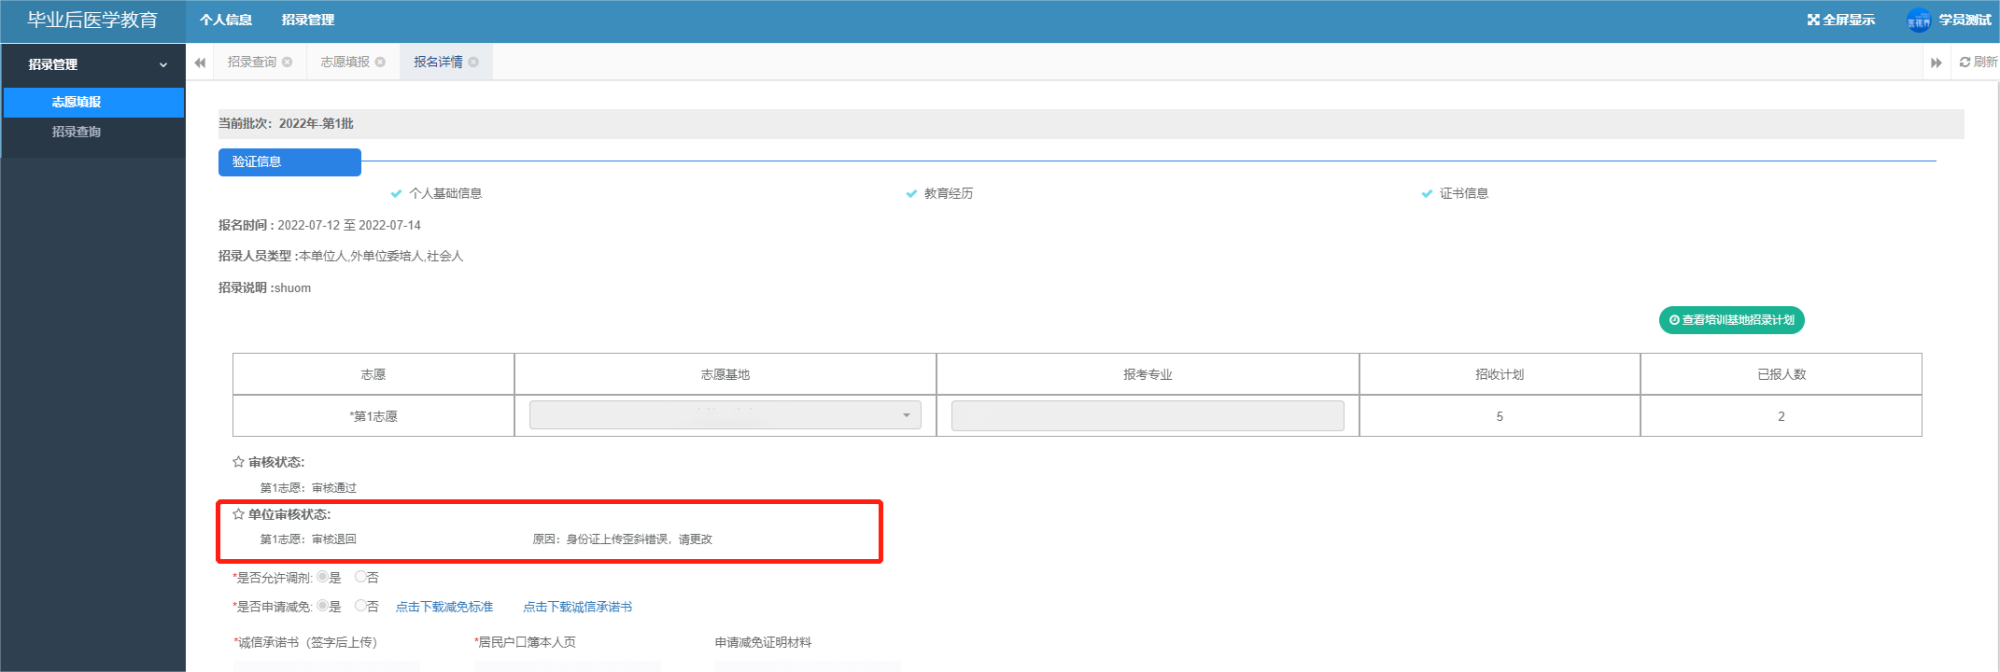 毕业后医学教育 个人信息 招录管理 全屏显示 学员测试
招录管理 招录查询 志愿填报 报名详情 刷新
志愿填报
招录查询
当前批次：2022年-第1批
验证信息
个人基础信息 教育经历 证书信息
报名时间 : 2022-07-12 至 2022-07-14
招录人员类型 :本单位人,外单位委培人,社会人
招录说明 :shuom
查看培训基地招录计划
志愿 志愿基地 报考专业 招收计划 已报人数
*第1志愿 5 2
审核状态:
第1志愿：审核通过
单位审核状态:
第1志愿：审核退回 原因：身份证上传歪斜错误，请更改
*是否允许调剂: 是 否
*是否申请减免: 是 否 点击下载减免标准 点击下载诚信承诺书
*诚信承诺书（签字后上传） *居民户口簿本人页 申请减免证明材料